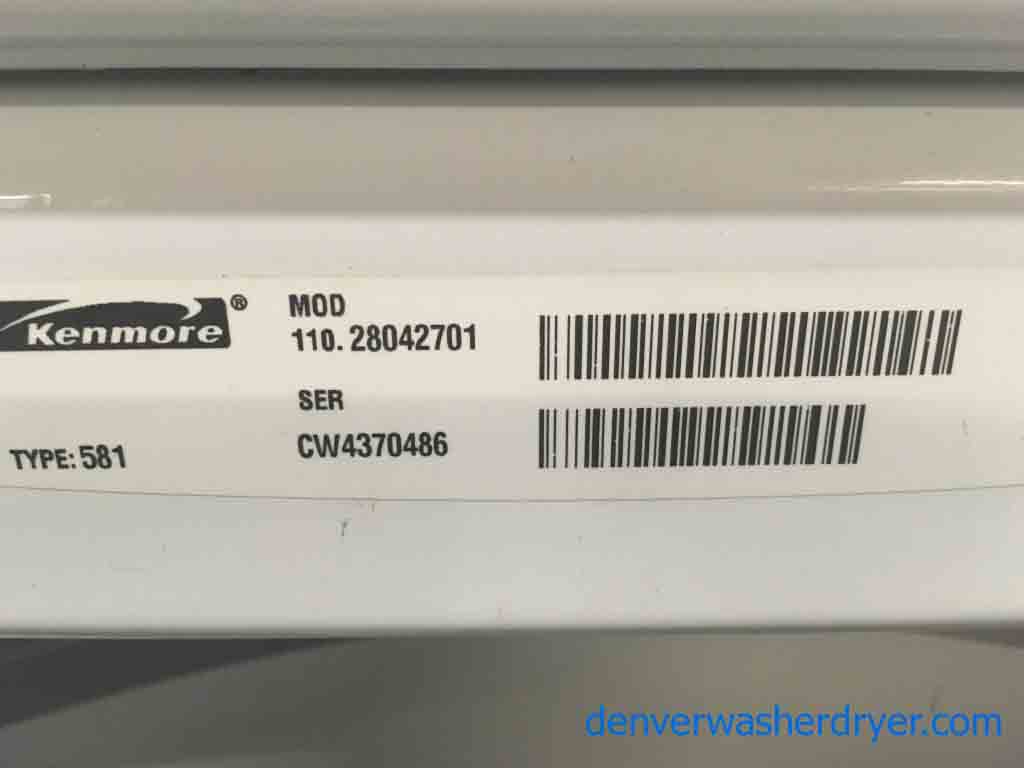 Kenmore®
MOD
110. 28042701
SER
CW4370486
TYPE: 581
denverwasherdryer.com